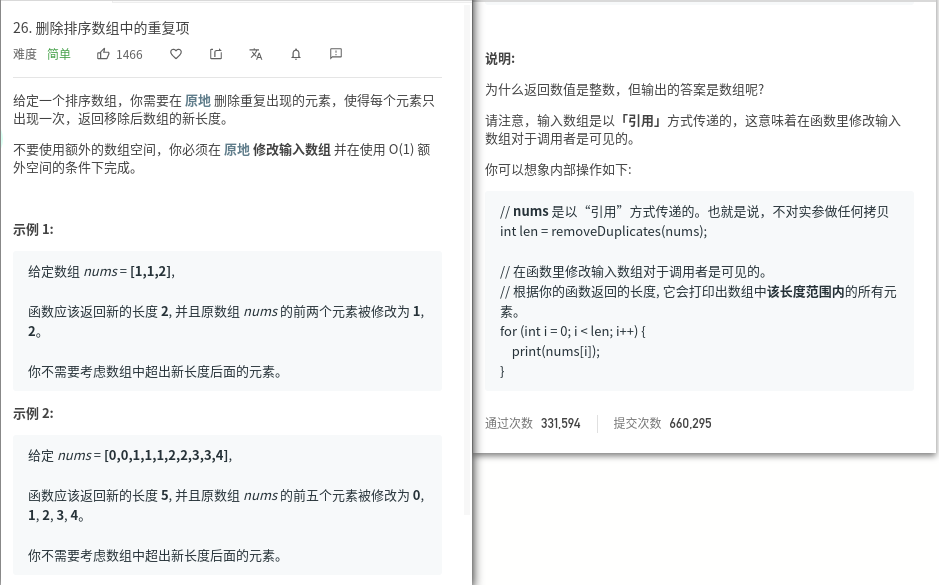 26. 删除排序数组中的重复项
难度 简单 1466
给定一个排序数组，你需要在 原地 删除重复出现的元素，使得每个元素只
出现一次，返回移除后数组的新长度。
不要使用额外的数组空间，你必须在 原地 修改输入数组 并在使用 O(1) 额
外空间的条件下完成。
示例 1:
给定数组 nums = [1,1,2],
函数应该返回新的长度 2, 并且原数组 nums 的前两个元素被修改为 1,
2。
你不需要考虑数组中超出新长度后面的元素。
示例 2:
给定 nums = [0,0,1,1,1,2,2,3,3,4],
函数应该返回新的长度 5, 并且原数组 nums 的前五个元素被修改为 0,
1, 2, 3, 4。
你不需要考虑数组中超出新长度后面的元素。
说明:
为什么返回数值是整数，但输出的答案是数组呢?
请注意，输入数组是以「引用」方式传递的，这意味着在函数里修改输入
数组对于调用者是可见的。
你可以想象内部操作如下:
// nums 是以“引用”方式传递的。也就是说，不对实参做任何拷贝
int len = removeDuplicates(nums);
// 在函数里修改输入数组对于调用者是可见的。
// 根据你的函数返回的长度, 它会打印出数组中该长度范围内的所有元
素。
for (int i = 0; i < len; i++) {
print(nums[i]);
}
通过次数 331,594 提交次数 660,295